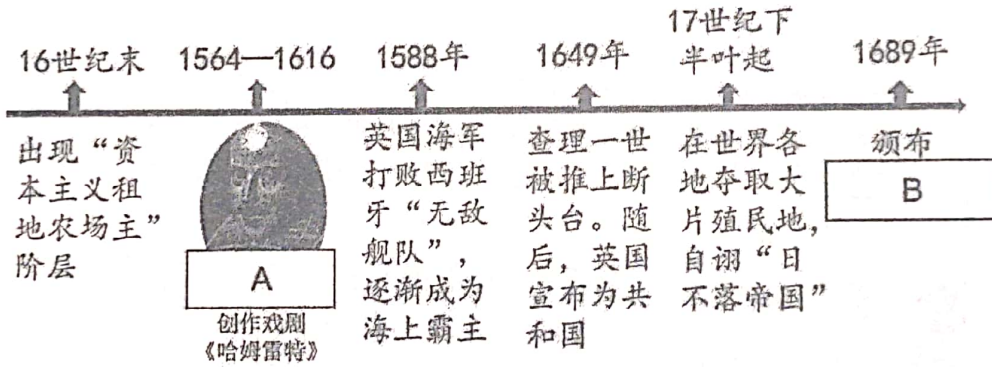 16世纪末
出现“资
本主义租
地农场主”
阶层
1564—1616
A
创作戏剧
《哈姆雷特》
1588年
英国海军
打败西班
牙“无敌
舰队”，
逐渐成为
海上霸主
1649年
查理一世
被推上断
头台。随
后，英国
宣布为共
和国
17世纪下
半叶起
在世界各
地夺取大
片殖民地，
自诩“日
不落帝国”
1689年
颁布
B